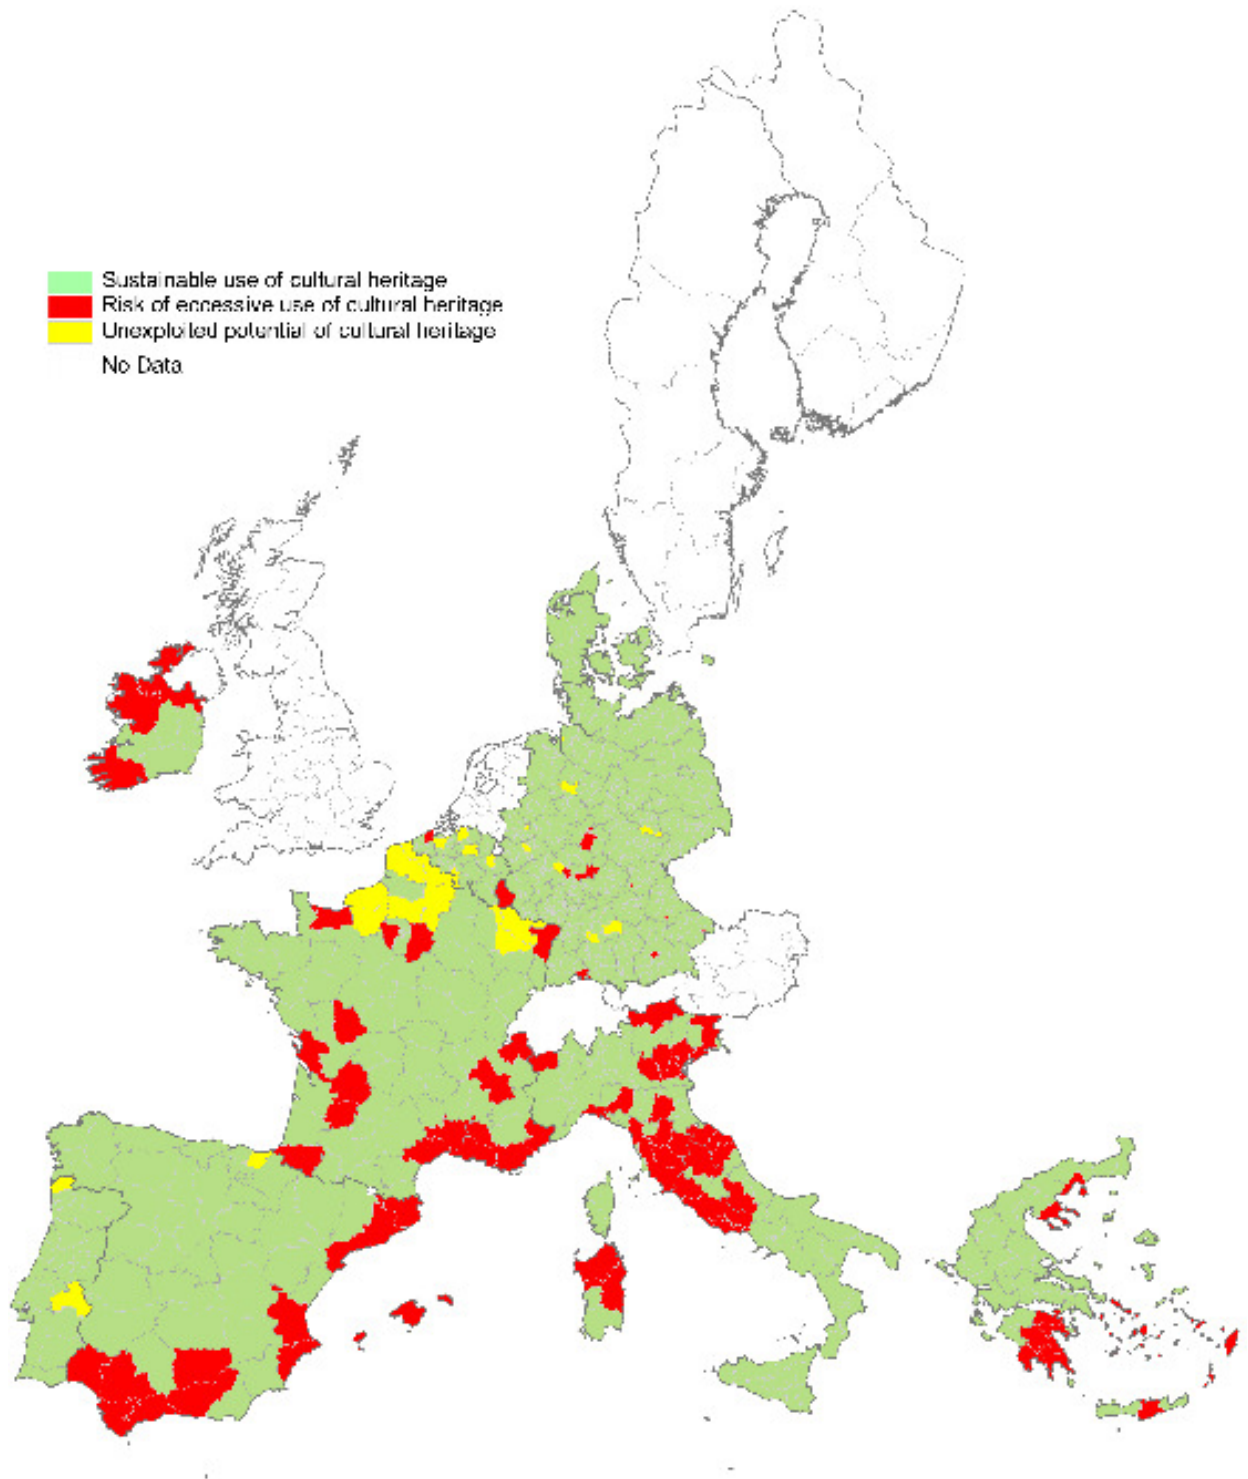 Sustainable use of cultural heritage
Risk of eccessive use of cultural heritage
Unexploited potential of cultural heritage
No Data